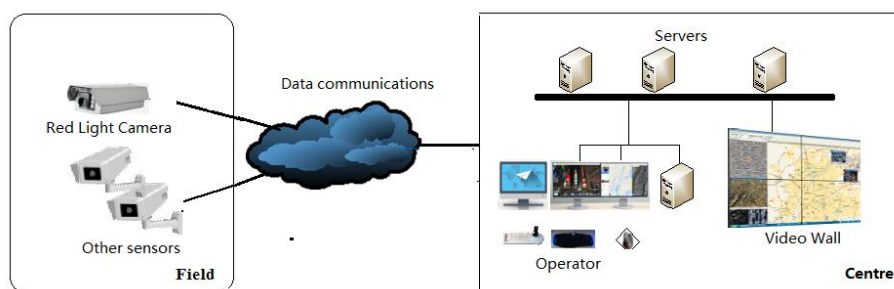 Red Light Camera
Other sensors
Field
Data communications
Servers
Operator
Video Wall
Centre